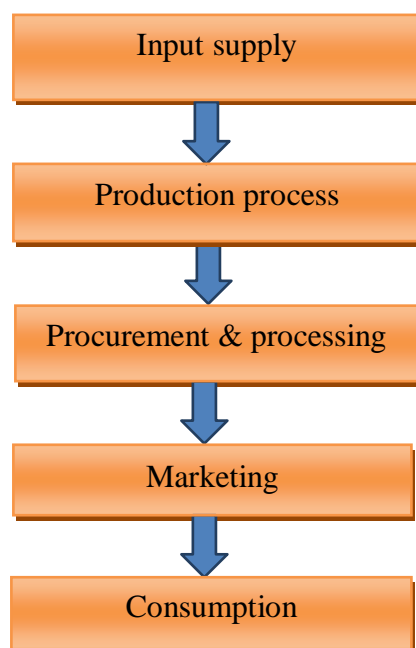 Input supply
Production process
Procurement & processing
Marketing
Consumption